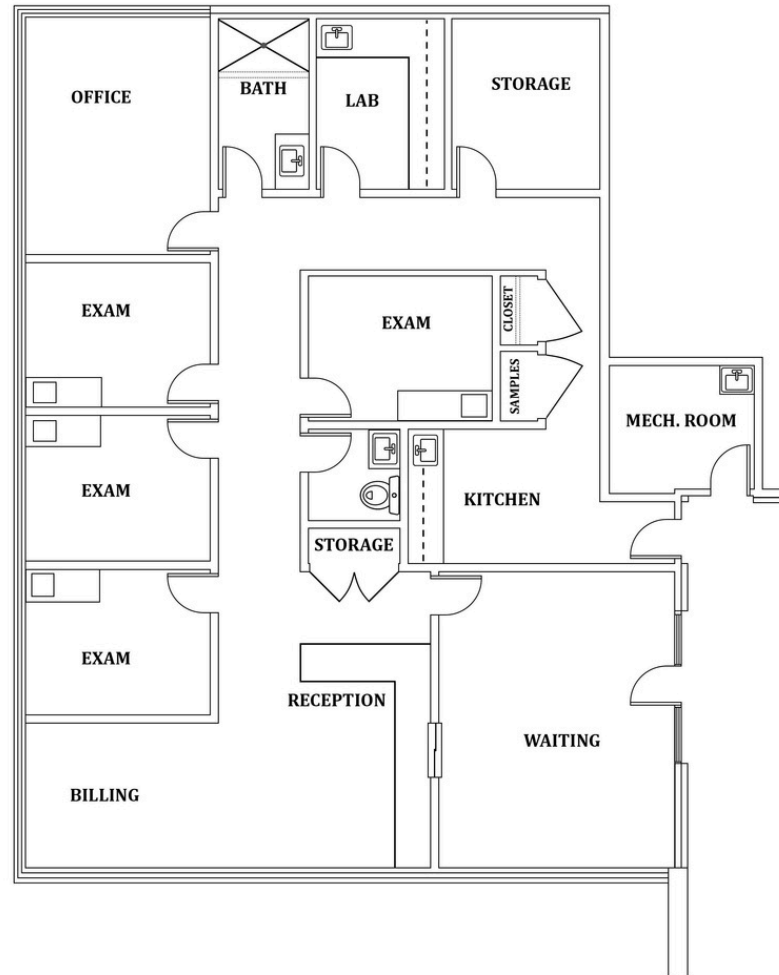 OFFICE
BATH
LAB
STORAGE
EXAM
EXAM
CLOSET
SAMPLES
MECH. ROOM
EXAM
KITCHEN
STORAGE
EXAM
RECEPTION
WAITING
BILLING